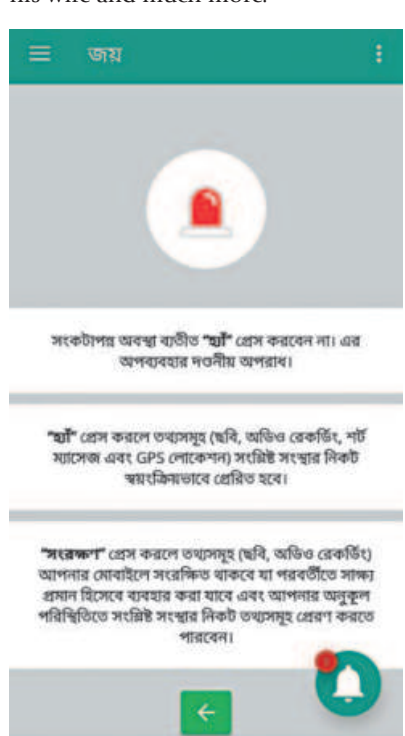 his wife and much more.
জয়
সংকটাপন্ন অবস্থা ব্যতীত "হ্যাঁ" প্রেস করবেন না। এর
অপব্যবহার দণ্ডনীয় অপরাধ।
"হ্যাঁ" প্রেস করলে তথ্যসমূহ (ছবি, অডিও রেকর্ডিং, শর্ট
ম্যাসেজ এবং GPS লোকেশন) সংশ্লিষ্ট সংস্থার নিকট
স্বয়ংক্রিয়ভাবে প্রেরিত হবে।
"সংরক্ষণ" প্রেস করলে তথ্যসমূহ (ছবি, অডিও রেকর্ডিং)
আপনার মোবাইলে সংরক্ষিত থাকবে যা পরবর্তীতে সাক্ষ্য
প্রমান হিসেবে ব্যবহার করা যাবে এবং আপনার অনুকূল
পরিস্থিতিতে সংশ্লিষ্ট সংস্থার নিকট তথ্যসমূহ প্রেরণ করতে
পারবেন।